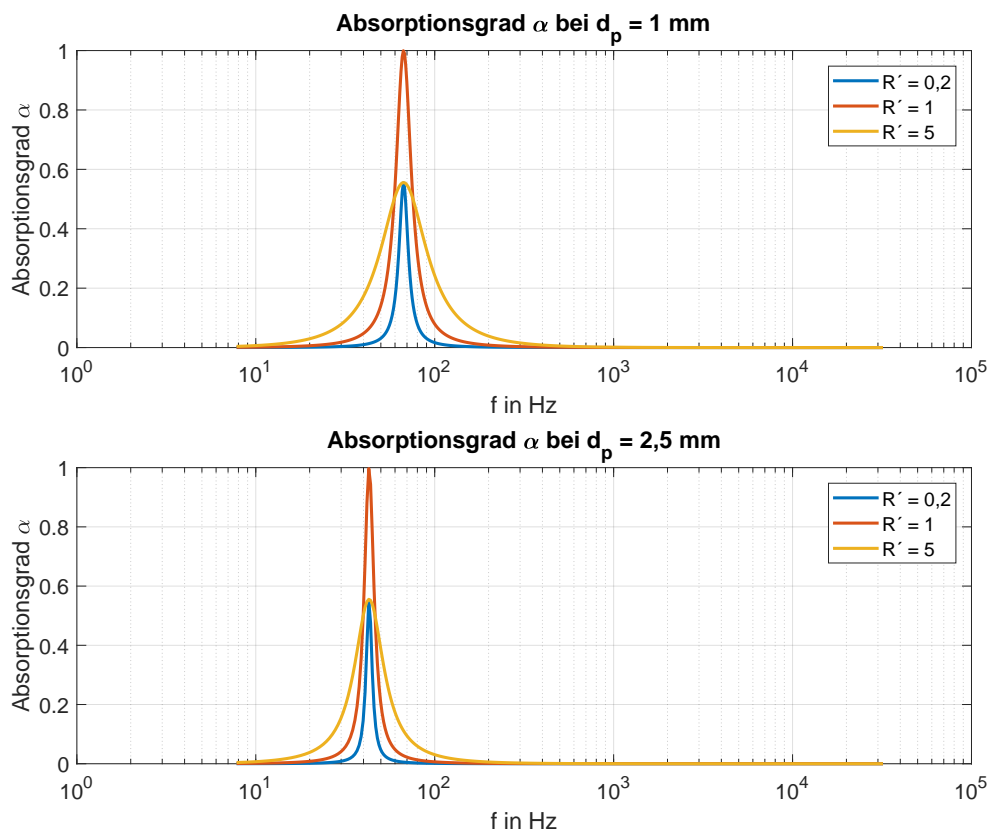 Absorptionsgrad α bei d_p = 1 mm
Absorptionsgrad α
1
0.8
0.6
0.4
0.2
0
R´ = 0,2
R´ = 1
R´ = 5
10^0 10^1 10^2 10^3 10^4 10^5
f in Hz
Absorptionsgrad α bei d_p = 2,5 mm
Absorptionsgrad α
1
0.8
0.6
0.4
0.2
0
R´ = 0,2
R´ = 1
R´ = 5
10^0 10^1 10^2 10^3 10^4 10^5
f in Hz